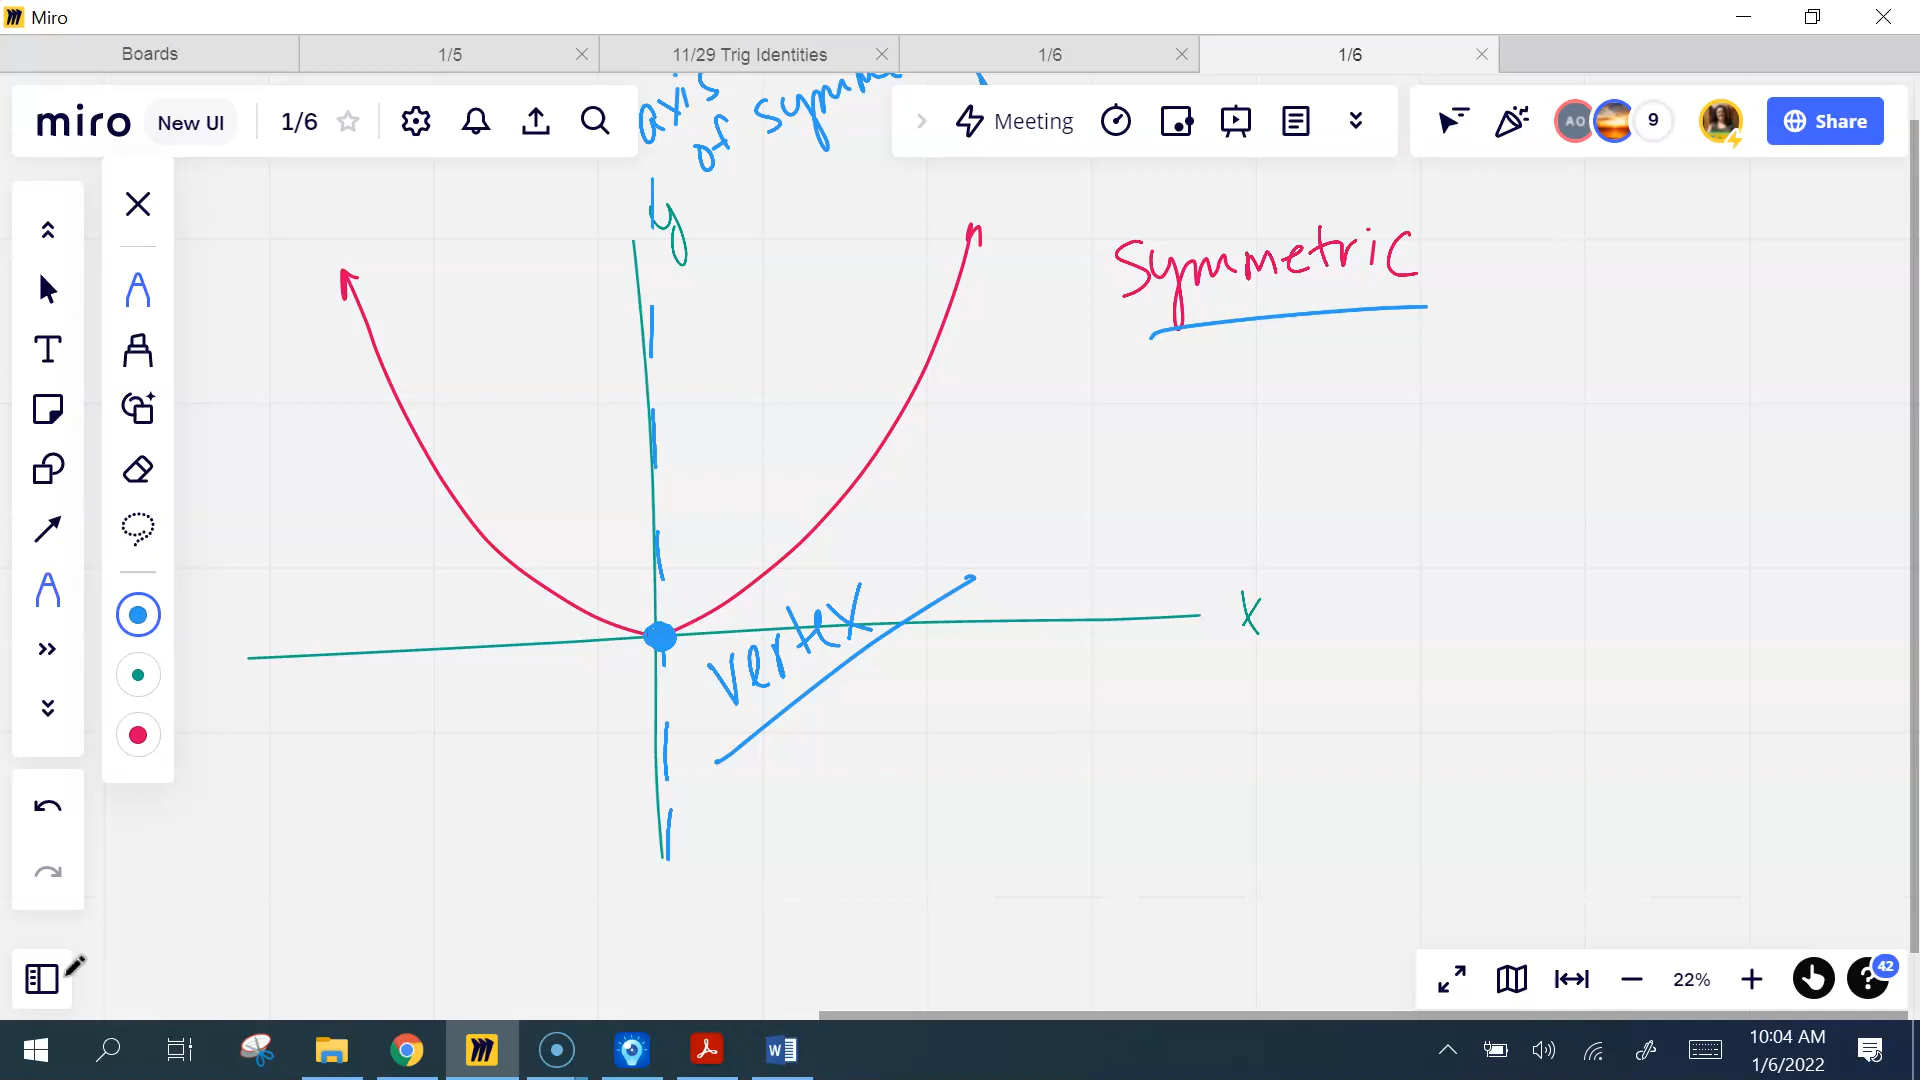 Miro
Boards
1/5
11/29 Trig Identities
1/6
1/6
miro
New UI
1/6
Meeting
AO
9
Share
axis
of
y
symmetric
vertex
x
22%
42
10:04 AM
1/6/2022